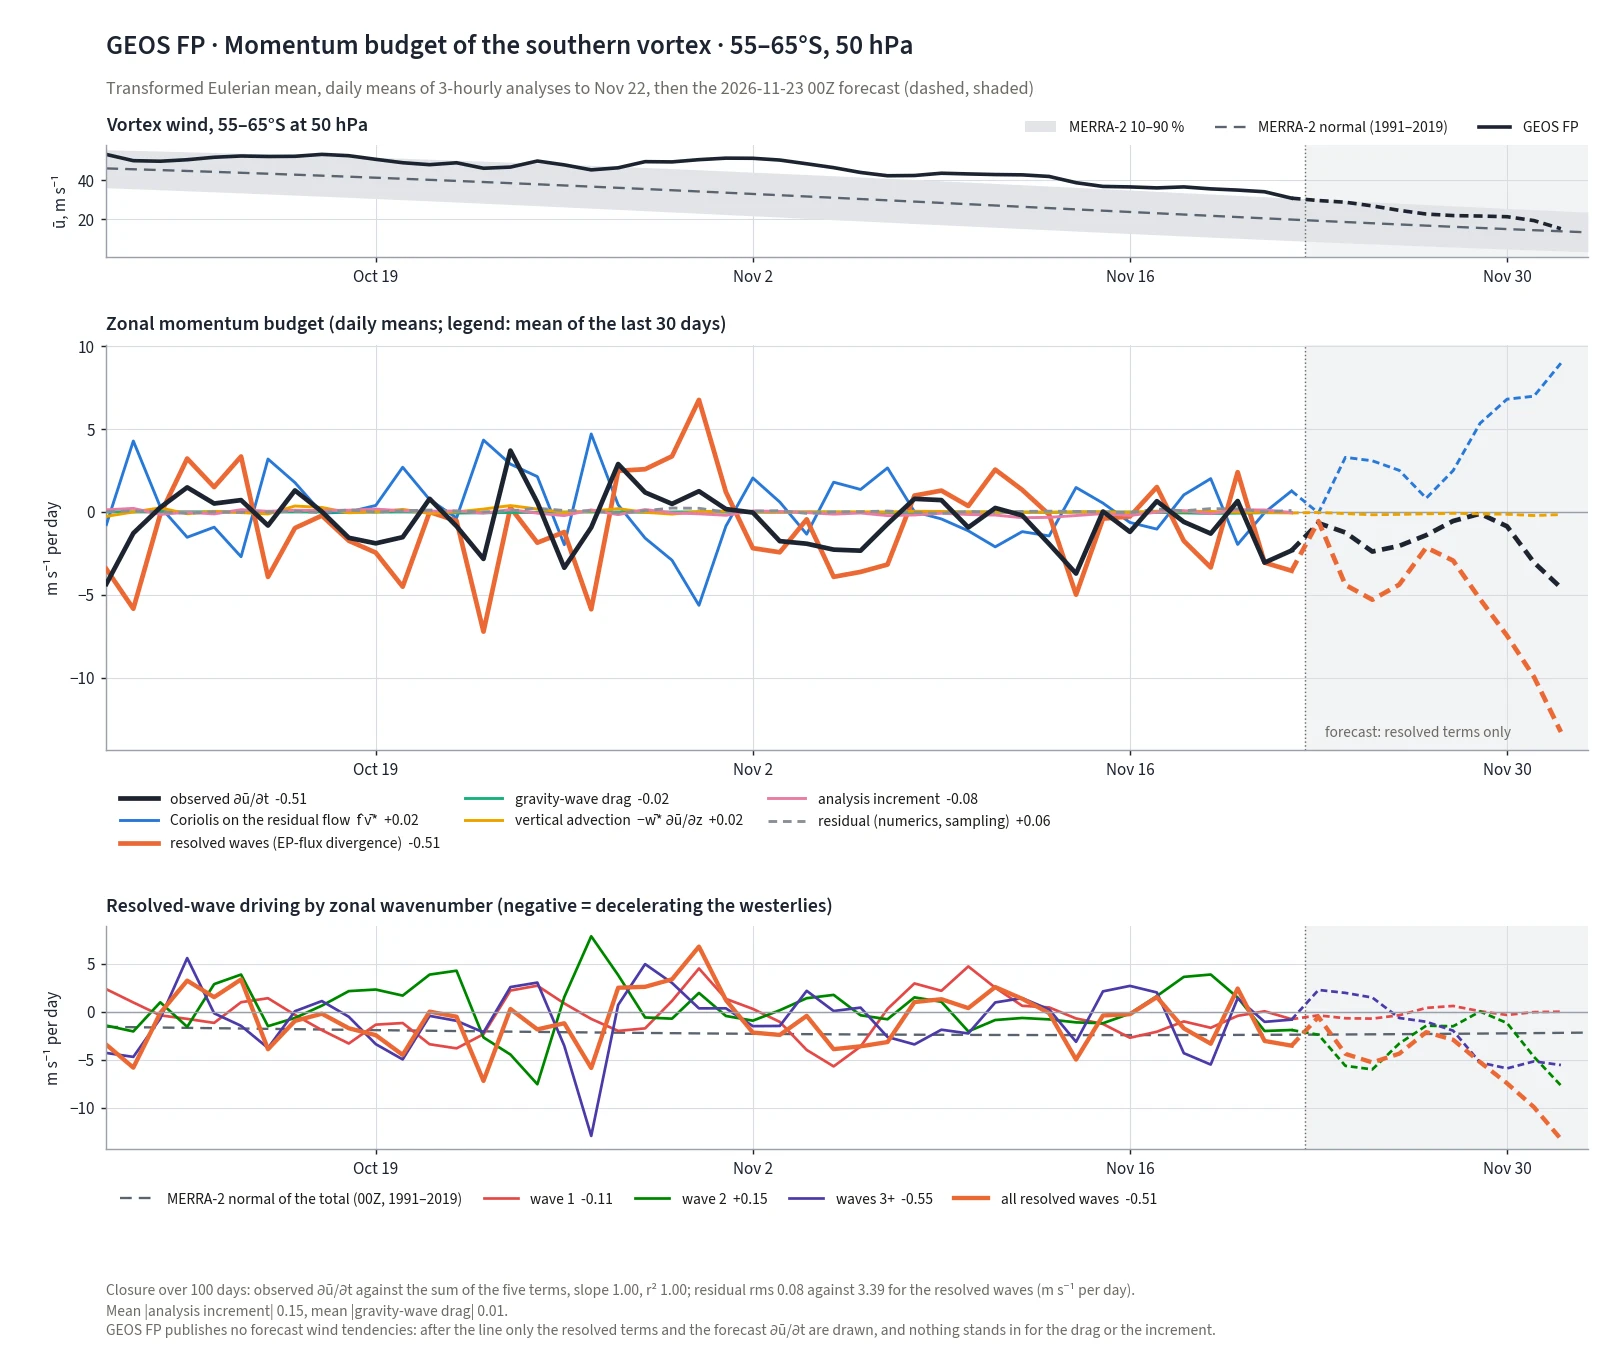 GEOS FP · Momentum budget of the southern vortex · 55–65°S, 50 hPa
Transformed Eulerian mean, daily means of 3-hourly analyses to Nov 22, then the 2026-11-23 00Z forecast (dashed, shaded)
Vortex wind, 55–65°S at 50 hPa
MERRA-2 10–90 %
MERRA-2 normal (1991–2019)
GEOS FP
ū, m s⁻¹
40
20
Oct 19
Nov 2
Nov 16
Nov 30
Zonal momentum budget (daily means; legend: mean of the last 30 days)
m s⁻¹ per day
10
5
0
−5
−10
forecast: resolved terms only
Oct 19
Nov 2
Nov 16
Nov 30
observed ∂ū/∂t -0.51
Coriolis on the residual flow f v̄* +0.02
resolved waves (EP-flux divergence) -0.51
gravity-wave drag -0.02
vertical advection −w̄* ∂ū/∂z +0.02
analysis increment -0.08
residual (numerics, sampling) +0.06
Resolved-wave driving by zonal wavenumber (negative = decelerating the westerlies)
m s⁻¹ per day
5
0
−5
−10
Oct 19
Nov 2
Nov 16
Nov 30
MERRA-2 normal of the total (00Z, 1991–2019)
wave 1 -0.11
wave 2 +0.15
waves 3+ -0.55
all resolved waves -0.51
Closure over 100 days: observed ∂ū/∂t against the sum of the five terms, slope 1.00, r² 1.00; residual rms 0.08 against 3.39 for the resolved waves (m s⁻¹ per day).
Mean |analysis increment| 0.15, mean |gravity-wave drag| 0.01.
GEOS FP publishes no forecast wind tendencies: after the line only the resolved terms and the forecast ∂ū/∂t are drawn, and nothing stands in for the drag or the increment.